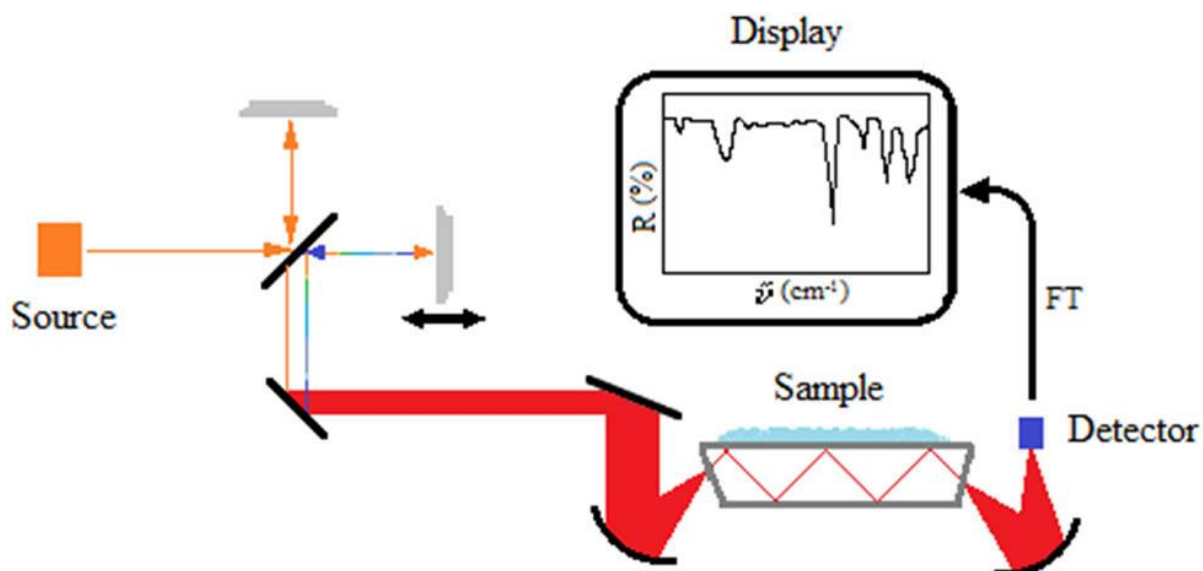 Display
R (%)
ṽ (cm⁻¹)
Source
FT
Sample
Detector